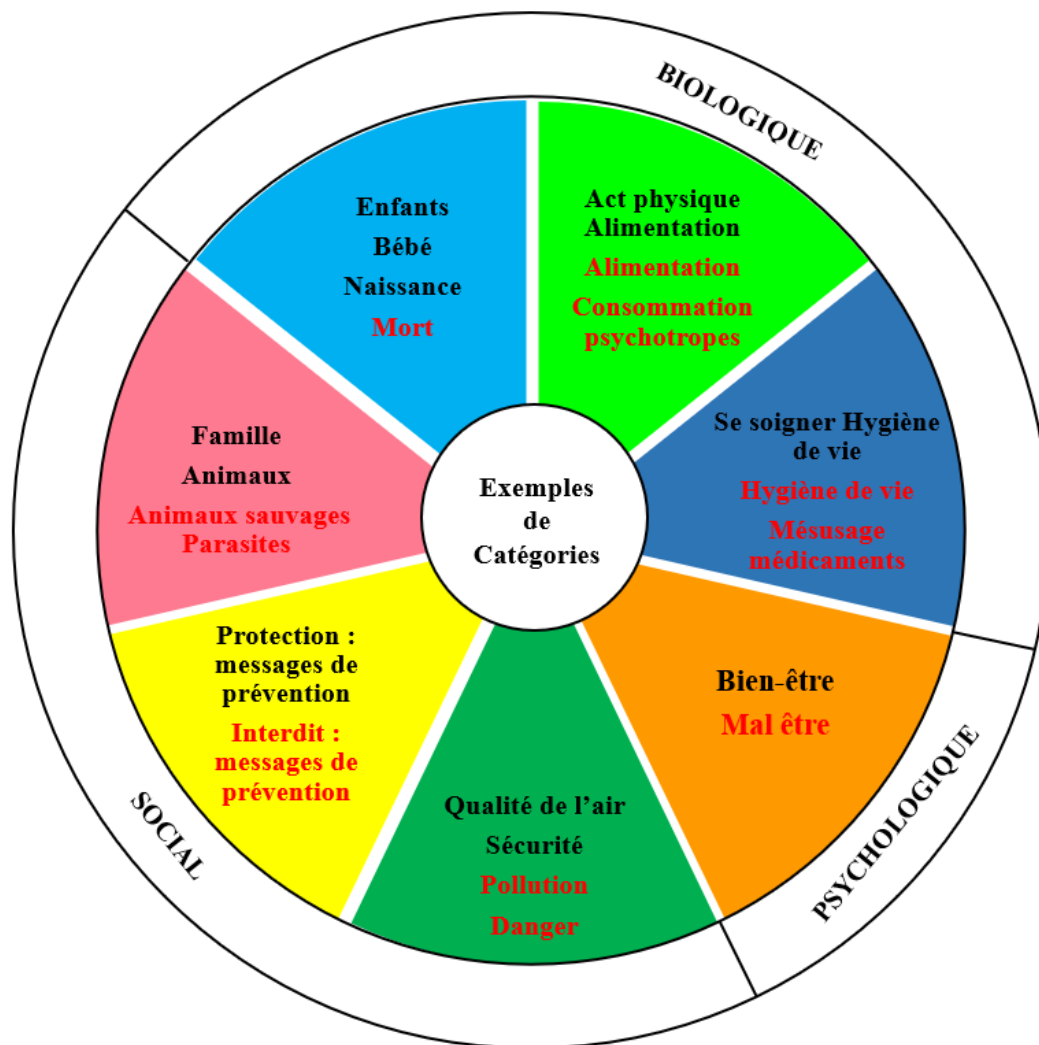 BIOLOGIQUE
Enfants
Bébé
Naissance
Mort
Act physique
Alimentation
Alimentation
Consommation
psychotropes
Se soigner Hygiène
de vie
Hygiène de vie
Mésusage
médicaments
Famille
Animaux
Animaux sauvages
Parasites
Exemples
de
Catégories
Protection :
messages de
prévention
Interdit :
messages de
prévention
Qualité de l’air
Sécurité
Pollution
Danger
Bien-être
Mal être
SOCIAL
PSYCHOLOGIQUE